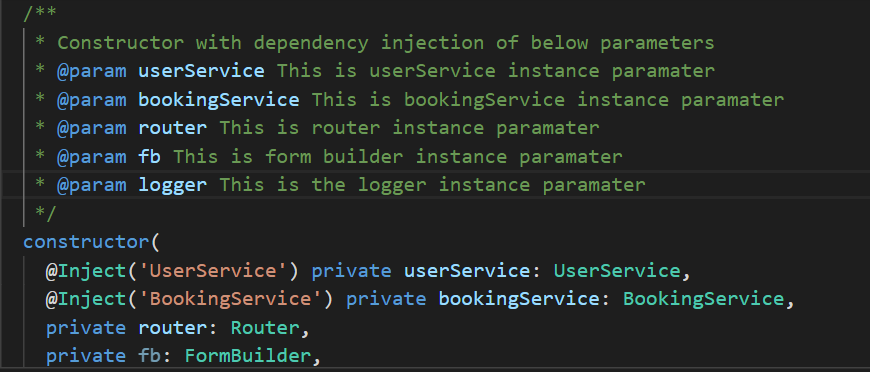 /**
* Constructor with dependency injection of below parameters
* @param userService This is userService instance paramater
* @param bookingService This is bookingService instance paramater
* @param router This is router instance paramater
* @param fb This is form builder instance paramater
* @param logger This is the logger instance paramater
*/
constructor(
@Inject('UserService') private userService: UserService,
@Inject('BookingService') private bookingService: BookingService,
private router: Router,
private fb: FormBuilder,